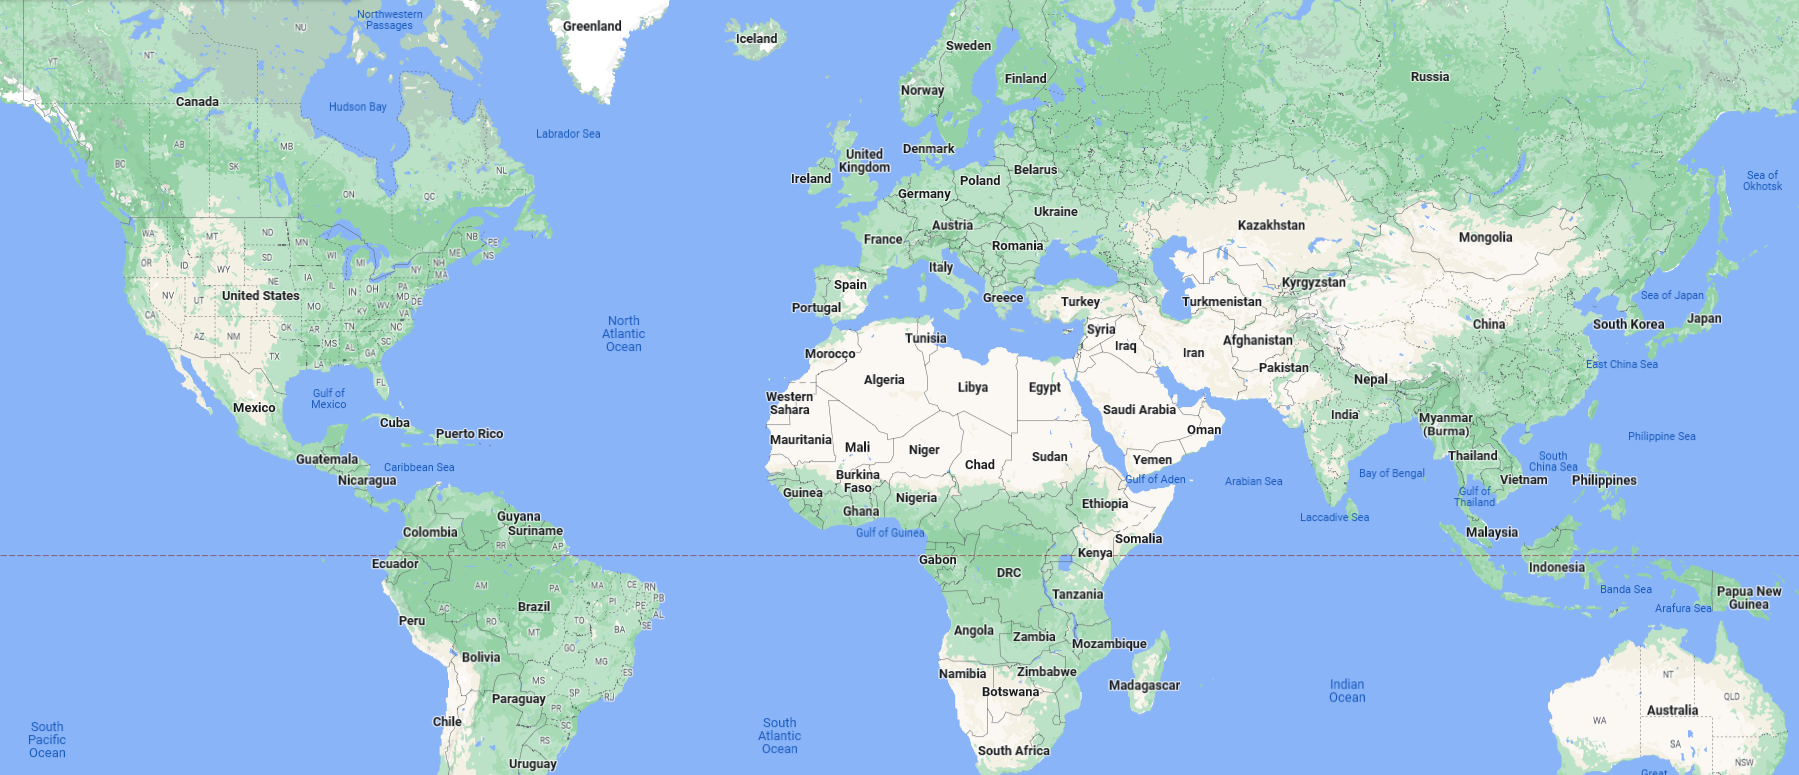 Northwestern
Passages
NU
Greenland
Iceland
Sweden
Finland
Norway
Russia
NT
YT
Canada
Hudson Bay
Labrador Sea
AB
MB
SK
BC
ON
QC
NL
United
Kingdom
Ireland
Denmark
Belarus
Poland
Germany
Ukraine
Austria
France
Romania
Italy
Spain
Portugal
Greece
Turkey
Kazakhstan
Mongolia
Kyrgyzstan
Turkmenistan
Sea of
Okhotsk
Sea of Japan
Japan
South Korea
China
East China Sea
WA
MT
ND
MN
OR
ID
WY
SD
WI
MI
NB
PE
NS
ME
NH
MA
NY
NE
IA
IL
IN
OH
PA
MD
DE
NV
UT
United States
MO
KY
WV
VA
CA
AZ
NM
OK
AR
TN
NC
MS
AL
GA
SC
TX
LA
FL
North
Atlantic
Ocean
Gulf of
Mexico
Mexico
Cuba
Puerto Rico
Guatemala
Caribbean Sea
Nicaragua
Tunisia
Morocco
Algeria
Libya
Egypt
Western
Sahara
Mauritania
Mali
Niger
Chad
Sudan
Burkina
Faso
Guinea
Nigeria
Ghana
Gulf of Guinea
Ethiopia
Somalia
Kenya
Gabon
DRC
Tanzania
Angola
Zambia
Mozambique
Namibia
Zimbabwe
Botswana
Madagascar
South Africa
Syria
Iraq
Iran
Afghanistan
Pakistan
Nepal
India
Saudi Arabia
Oman
Yemen
Gulf of Aden
Arabian Sea
Laccadive Sea
Bay of Bengal
Myanmar
(Burma)
Thailand
Gulf of
Thailand
Vietnam
South
China Sea
Philippine Sea
Philippines
Malaysia
Indonesia
Banda Sea
Arafura Sea
Papua New
Guinea
Guyana
Suriname
Colombia
RR
AP
Ecuador
AM
PA
MA
CE
RN
PB
PE
AL
SE
PI
TO
BA
AC
RO
Brazil
MT
GO
MG
ES
Peru
Bolivia
MS
SP
RJ
PR
SC
RS
Paraguay
Chile
Uruguay
South
Pacific
Ocean
South
Atlantic
Ocean
Indian
Ocean
NT
QLD
WA
Australia
SA
NSW
Great